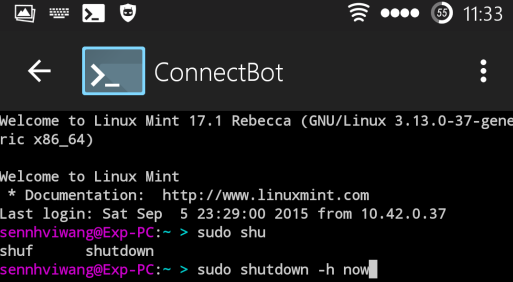 55 11:33
ConnectBot
Welcome to Linux Mint 17.1 Rebecca (GNU/Linux 3.13.0-37-gene
ric x86_64)
Welcome to Linux Mint
* Documentation:  http://www.linuxmint.com
Last login: Sat Sep  5 23:29:00 2015 from 10.42.0.37
sennhviwang@Exp-PC:~ > sudo shu
shuf      shutdown
sennhviwang@Exp-PC:~ > sudo shutdown -h now